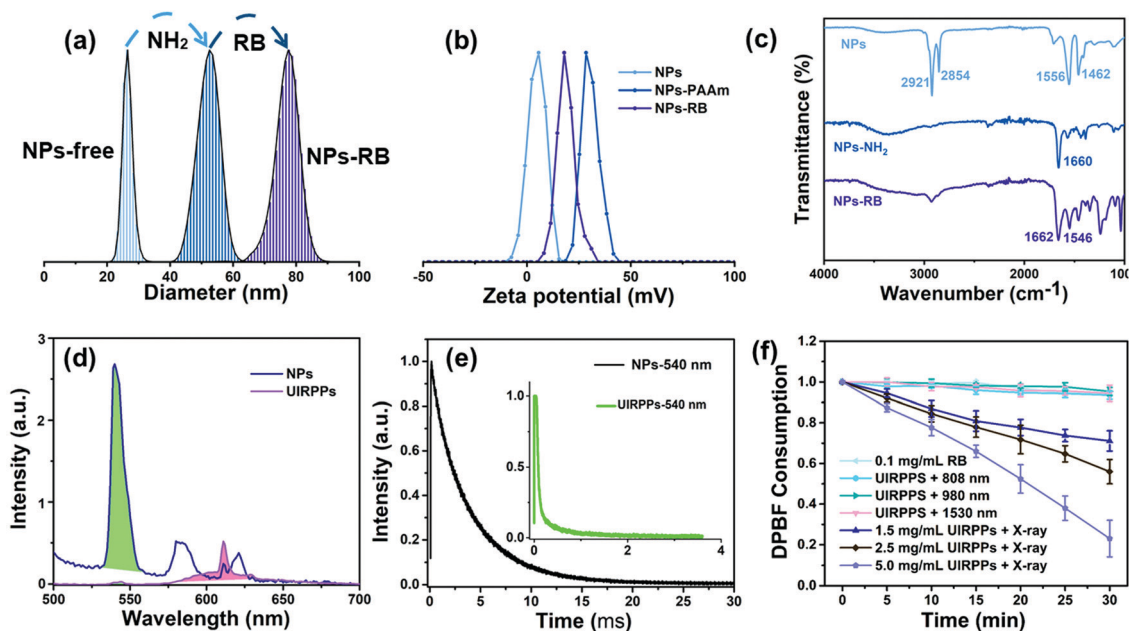 (a)
NH₂
RB
NPs-free
NPs-RB
0 20 40 60 80 100
Diameter (nm)
(b)
NPs
NPs-PAAm
NPs-RB
-50 0 50 100
Zeta potential (mV)
(c)
Transmittance (%)
NPs
2921
2854
1556
1462
NPs-NH₂
1660
NPs-RB
1662
1546
4000 3000 2000 1000
Wavenumber (cm⁻¹)
(d)
Intensity (a.u.)
3
2
1
0
NPs
UIRPPs
500 550 600 650 700
Wavelength (nm)
(e)
Intensity (a.u.)
1.0
0.8
0.6
0.4
0.2
0.0
NPs-540 nm
UIRPPs-540 nm
1.0
0.5
0.0
0 2 4
0 5 10 15 20 25 30
Time (ms)
(f)
DPBF Consumption
1.2
1.0
0.8
0.6
0.4
0.2
0.0
0.1 mg/mL RB
UIRPPS + 808 nm
UIRPPS + 980 nm
UIRPPS + 1530 nm
1.5 mg/mL UIRPPs + X-ray
2.5 mg/mL UIRPPs + X-ray
5.0 mg/mL UIRPPs + X-ray
0 5 10 15 20 25 30
Time (min)